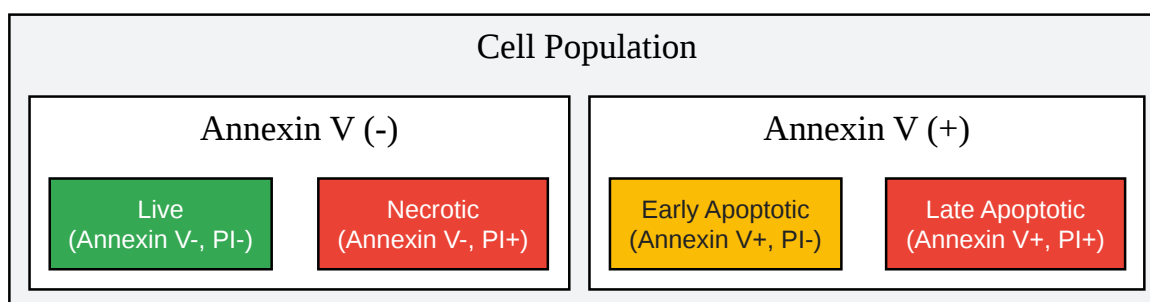 Cell Population
Annexin V (-)
Annexin V (+)
Live
(Annexin V-, PI-)
Necrotic
(Annexin V-, PI+)
Early Apoptotic
(Annexin V+, PI-)
Late Apoptotic
(Annexin V+, PI+)